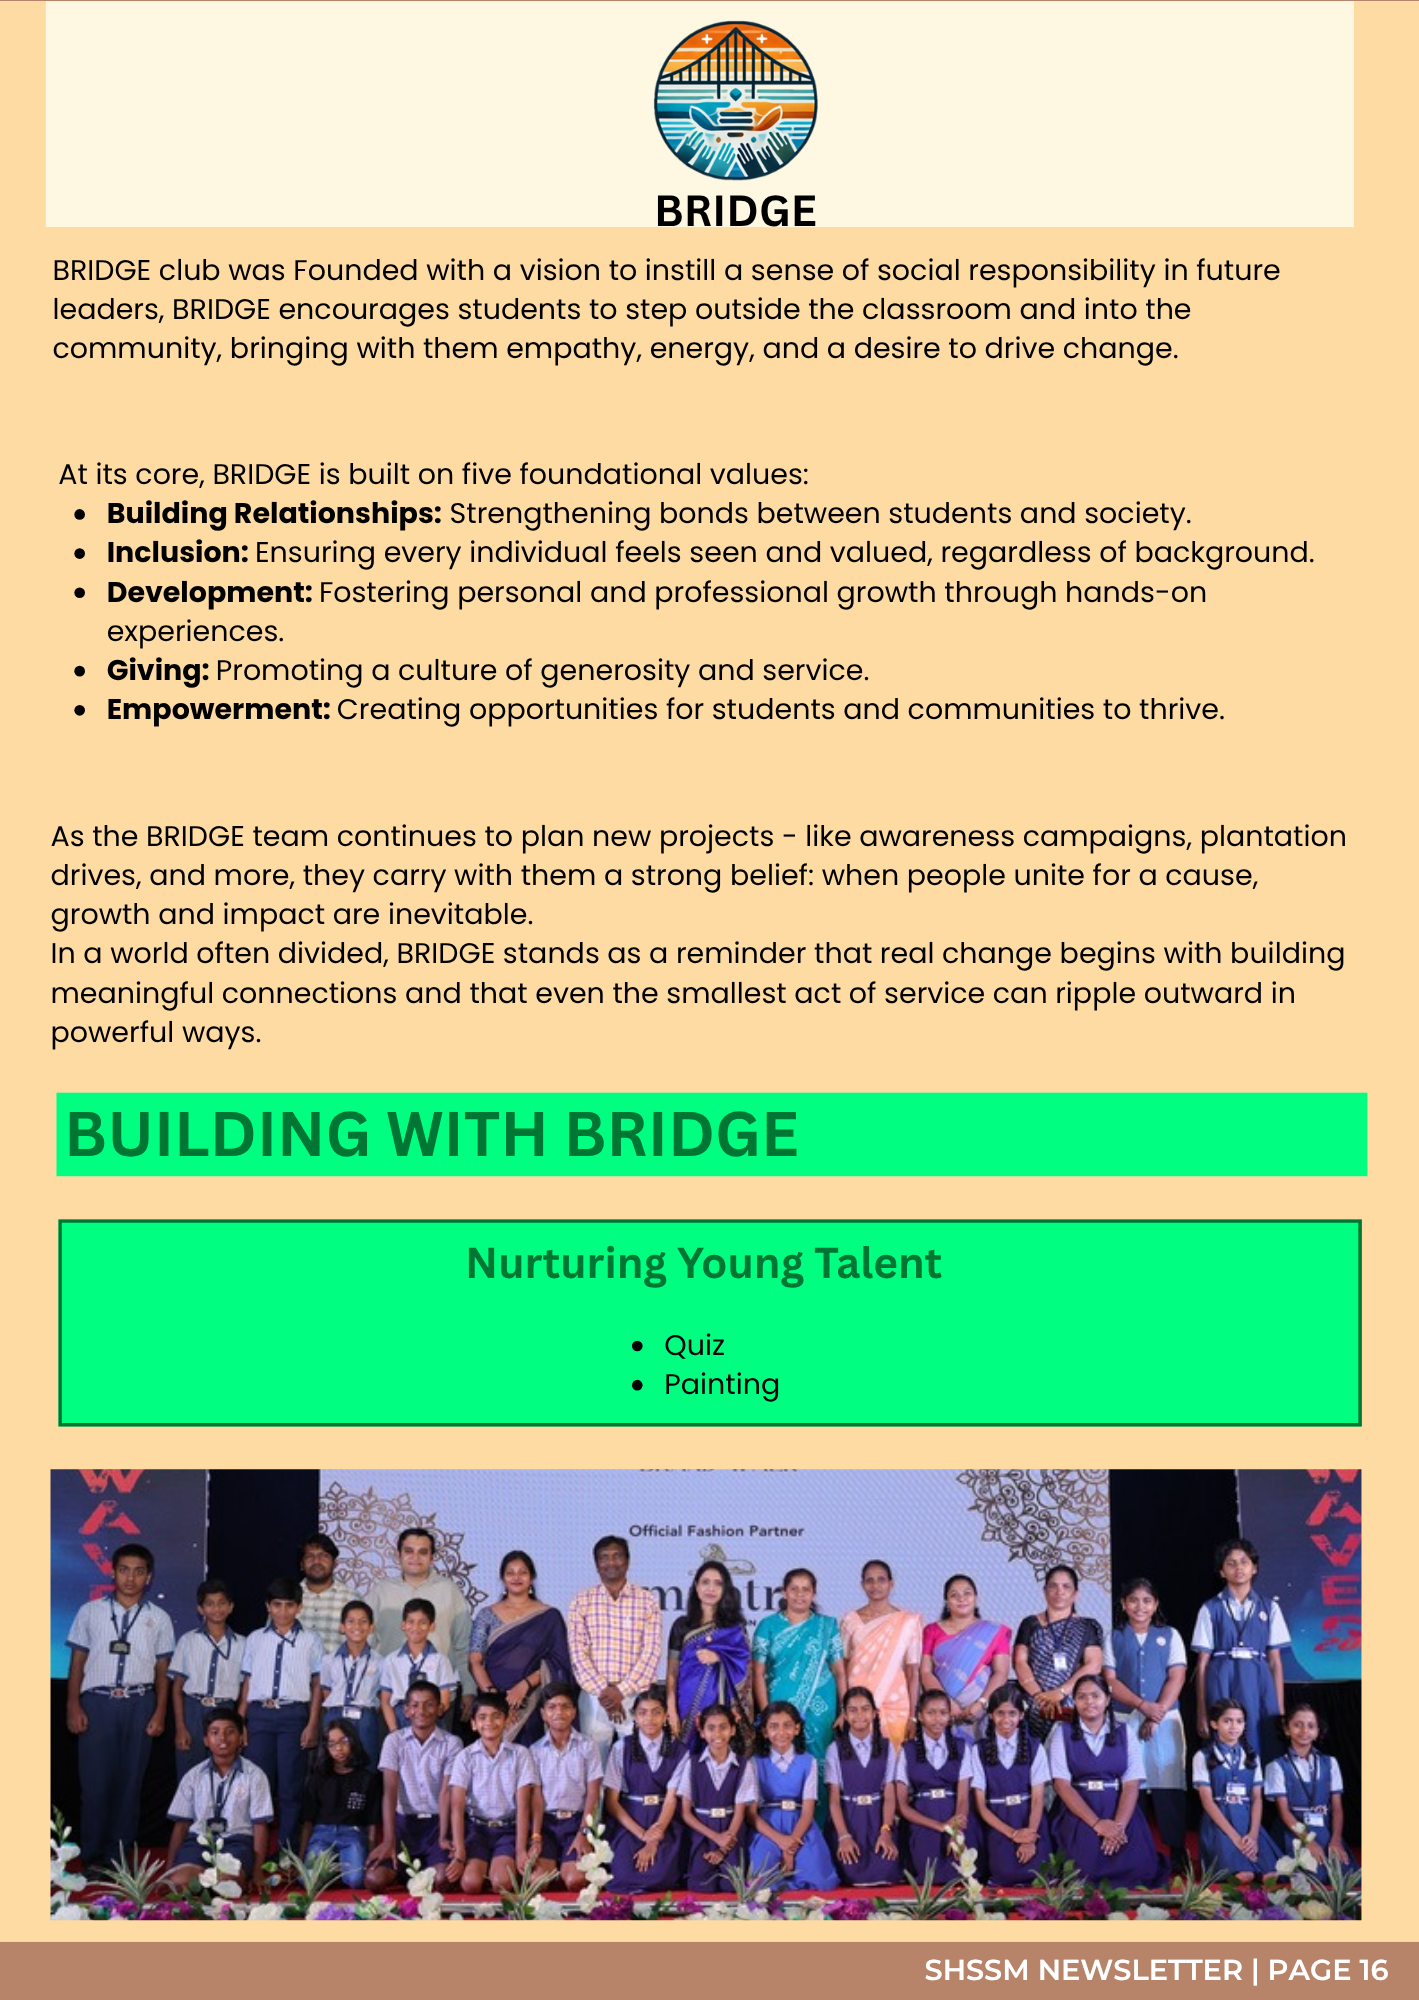 BRIDGE
BRIDGE club was Founded with a vision to instill a sense of social responsibility in future
leaders, BRIDGE encourages students to step outside the classroom and into the
community, bringing with them empathy, energy, and a desire to drive change.
At its core, BRIDGE is built on five foundational values:
• Building Relationships: Strengthening bonds between students and society.
• Inclusion: Ensuring every individual feels seen and valued, regardless of background.
• Development: Fostering personal and professional growth through hands-on
experiences.
• Giving: Promoting a culture of generosity and service.
• Empowerment: Creating opportunities for students and communities to thrive.
As the BRIDGE team continues to plan new projects - like awareness campaigns, plantation
drives, and more, they carry with them a strong belief: when people unite for a cause,
growth and impact are inevitable.
In a world often divided, BRIDGE stands as a reminder that real change begins with building
meaningful connections and that even the smallest act of service can ripple outward in
powerful ways.
BUILDING WITH BRIDGE
Nurturing Young Talent
• Quiz
• Painting
Official Fashion Partner
SHSSM NEWSLETTER | PAGE 16